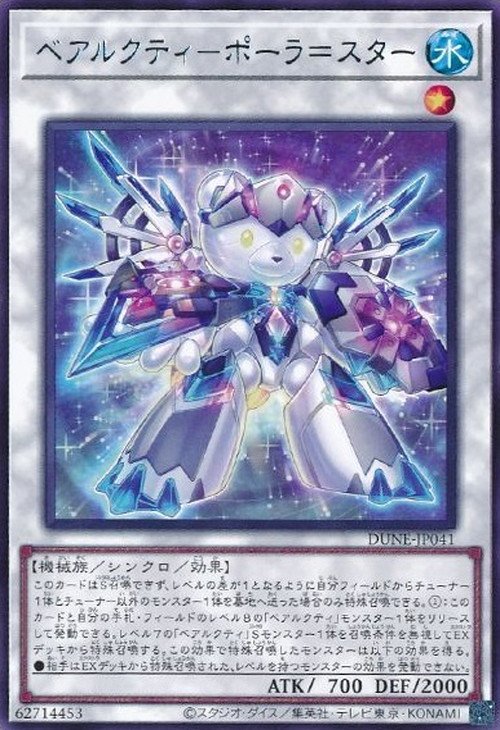 ベアルクティ－ポーラ＝スター
水
DUNE-JP041
【機械族／シンクロ／効果】
このカードはS召喚できず、レベルの差が1となるように自分フィールドからチューナー
1体とチューナー以外のモンスター1体を墓地へ送った場合のみ特殊召喚できる。①：この
カードと自分の手札・フィールドのレベル8の「ベアルクティ」モンスター1体をリリース
して発動できる。レベル7の「ベアルクティ」Sモンスター1体を召喚条件を無視してEX
デッキから特殊召喚する。この効果で特殊召喚したモンスターは以下の効果を得る。
●相手はEXデッキから特殊召喚された、レベルを持つモンスターの効果を発動できない。
ATK/ 700 DEF/2000
62714453 ©スタジオ・ダイス／集英社・テレビ東京・KONAMI